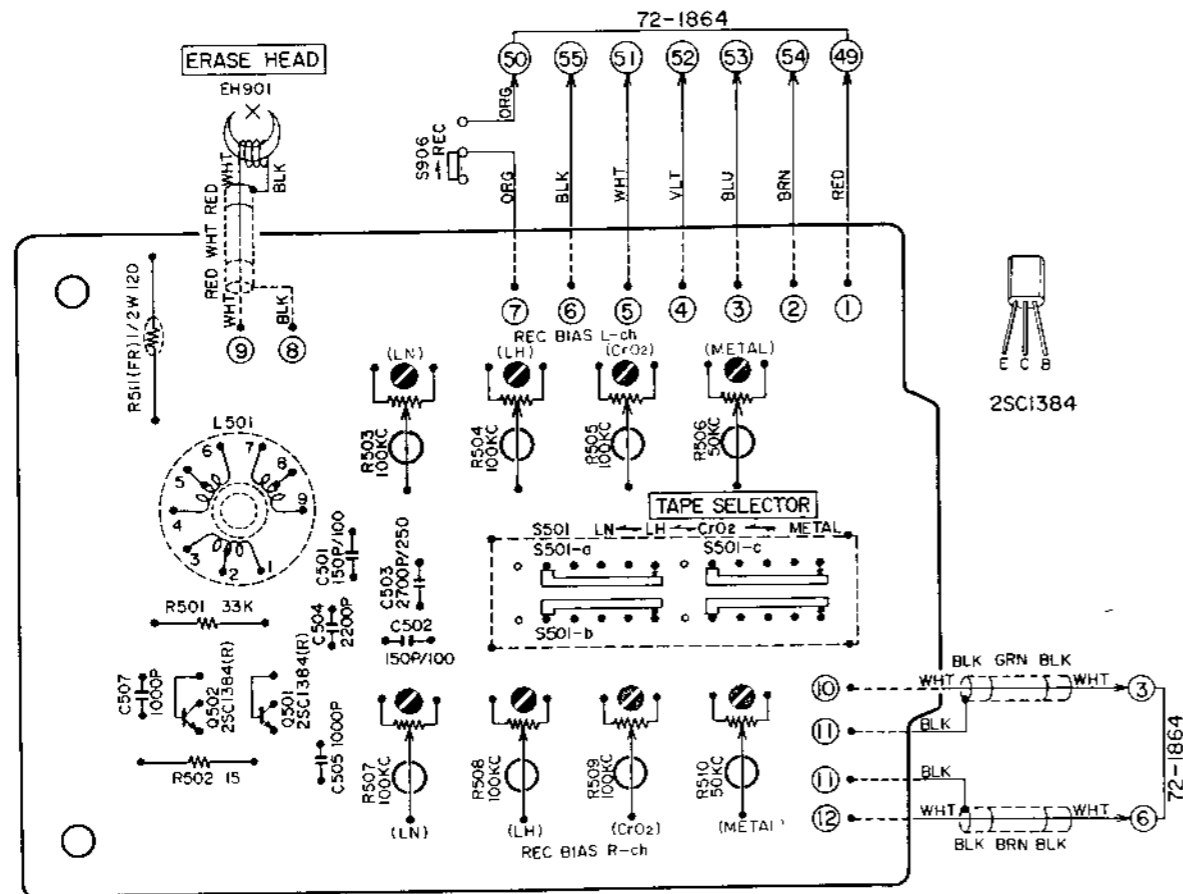 72-1864
ERASE HEAD
EH901
50 55 51 52 53 54 49
S906
REC
ORG
WHT
BLK
ORG BLK WHT VLT BLU BRN RED
RED WHT RED
WHT
BLK
R511(FR)1/2W 120
9 8
7 6 5 4 3 2 1
REC BIAS L-ch
(LN) (LH) (CrO2) (METAL)
E C B
2SC1384
R503
100KC
R504
100KC
R505
100KC
R506
50KC
L501
6 7
5 8
4 9
3 2 1
TAPE SELECTOR
S501 LN LH CrO2 METAL
S501-a S501-c
S501-b
C501
150P/100
C503
2700P/250
R501 33K
C504
2200P
C502
150P/100
C507
1000P
Q502
2SC1384(R)
Q501
2SC1384(R)
R502 15
C505 1000P
R507
100KC
R508
100KC
R509
100KC
R510
50KC
(LN) (LH) (CrO2) (METAL)
REC BIAS R-ch
BLK GRN BLK
10 WHT WHT 3
11 BLK
11 BLK
12 WHT WHT 6
BLK BRN BLK
72-1864